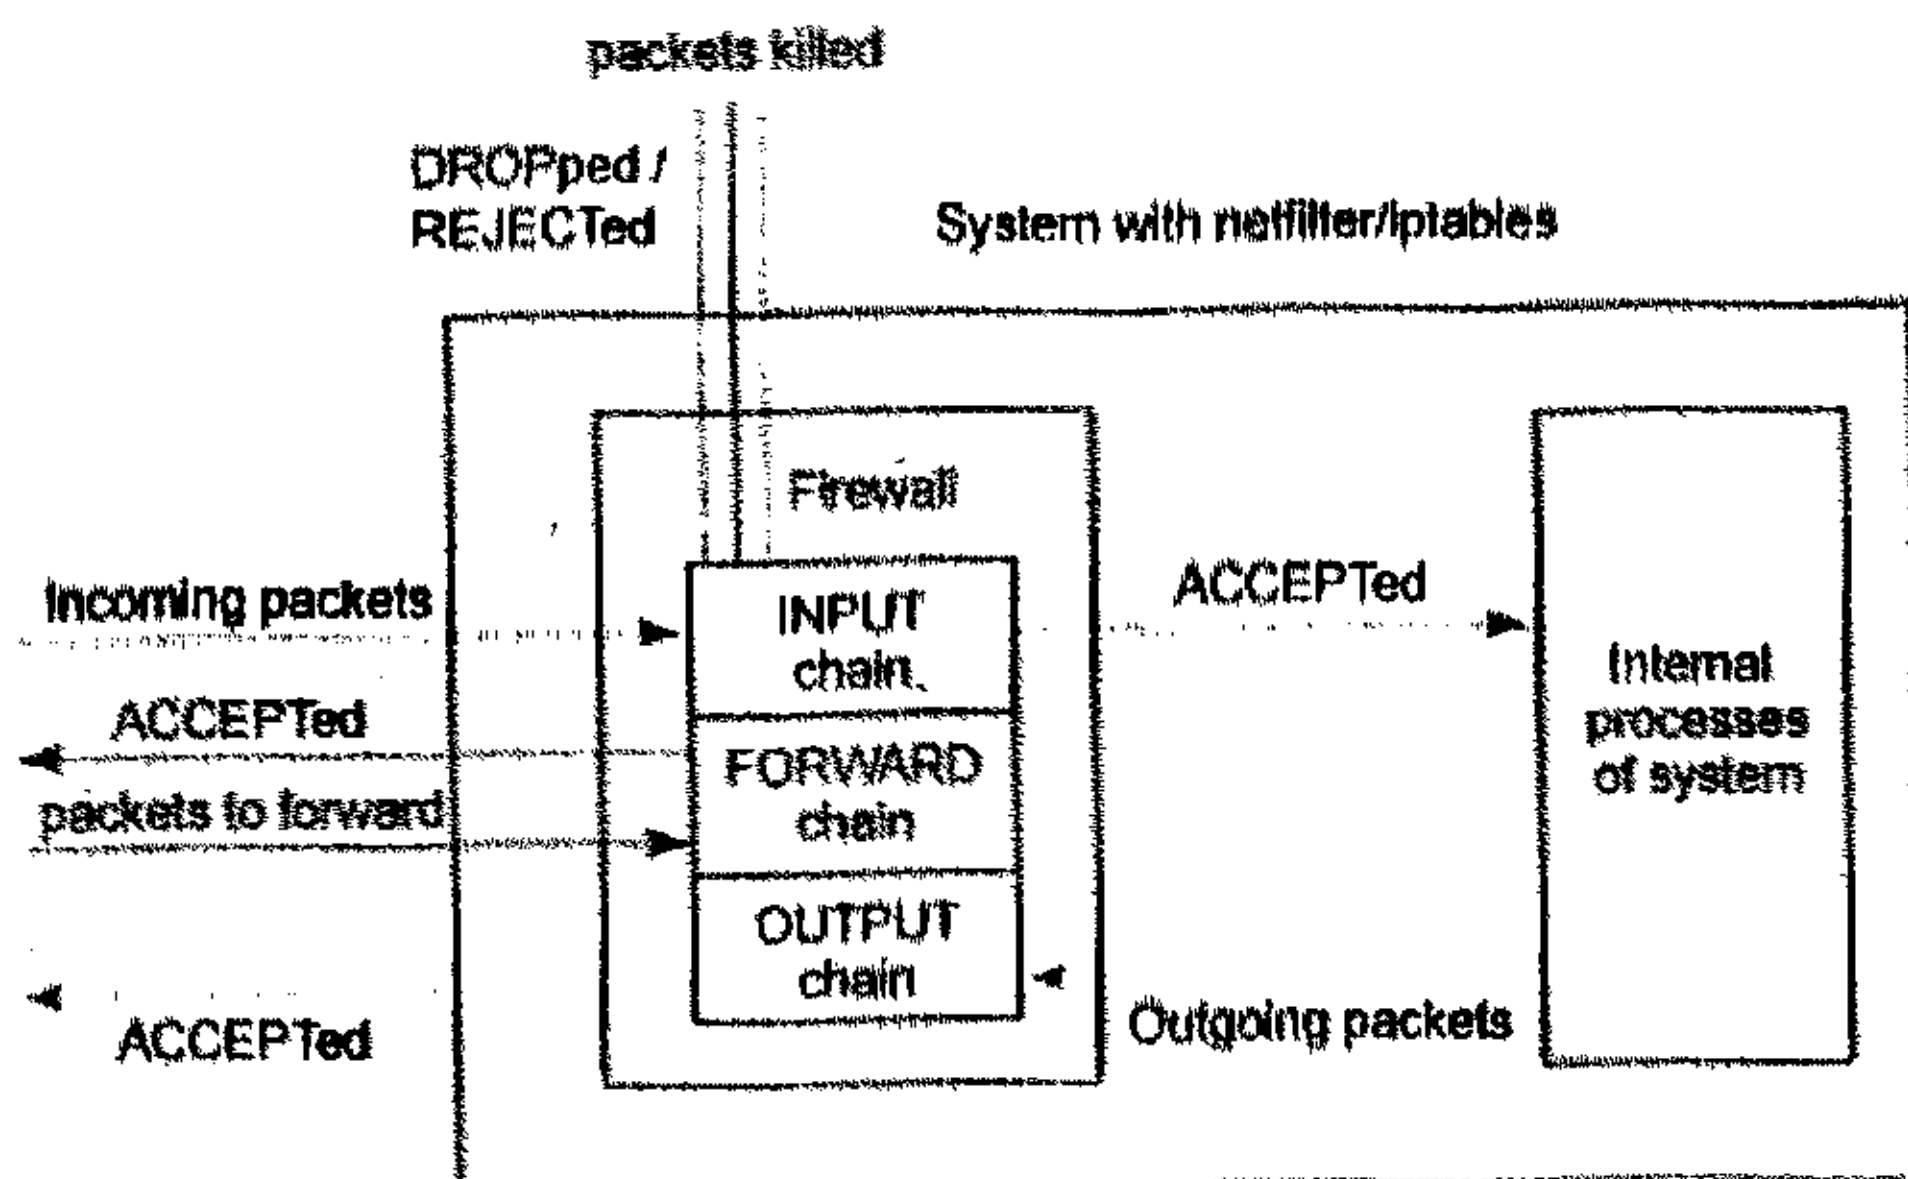 packets killed
DROPped /
REJECTed
System with netfilter/iptables
Firewall
Incoming packets
INPUT
chain
ACCEPTed
ACCEPTed
FORWARD
chain
packets to forward
Internal
processes
of system
OUTPUT
chain
ACCEPTed
Outgoing packets